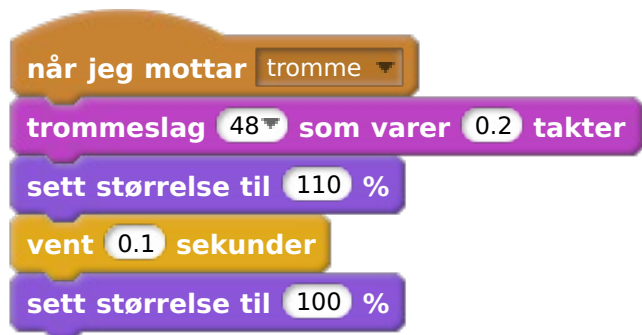 når jeg mottar tromme
trommeslag 48 som varer 0.2 takter
sett størrelse til 110 %
vent 0.1 sekunder
sett størrelse til 100 %